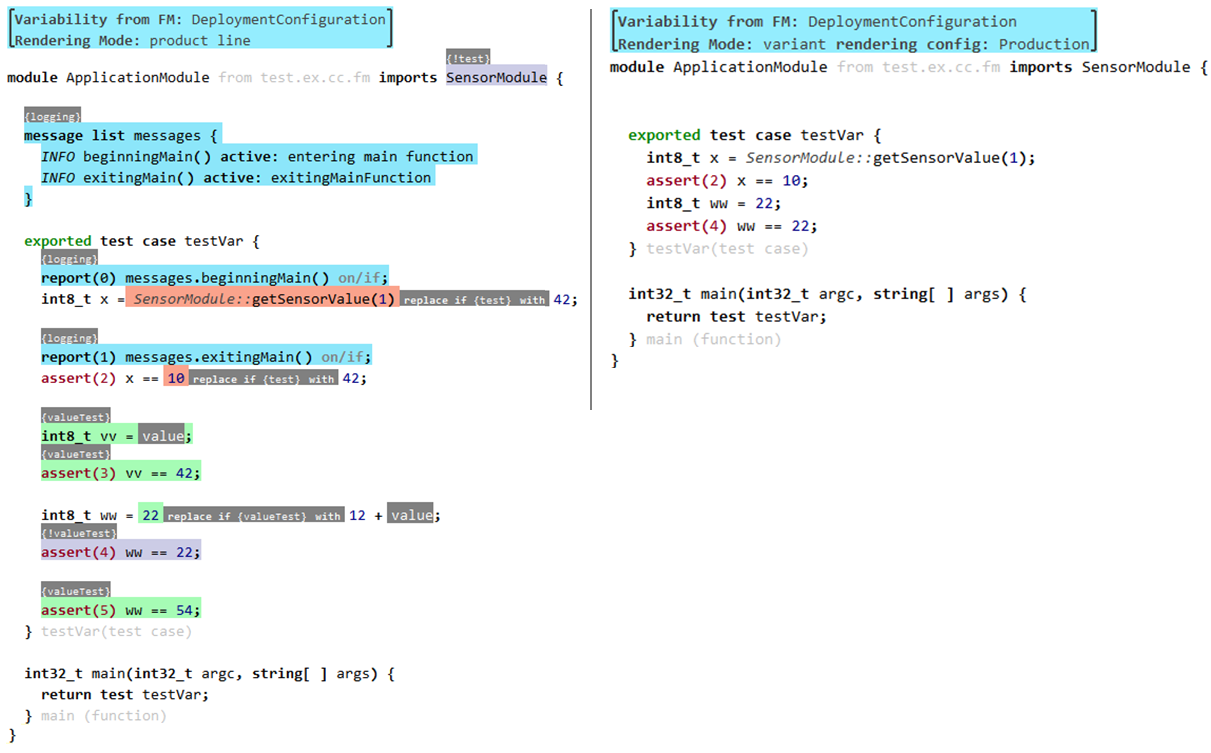 Variability from FM: DeploymentConfiguration
Rendering Mode: product line
{!test}
module ApplicationModule from test.ex.cc.fm imports SensorModule {
{logging}
message list messages {
INFO beginningMain() active: entering main function
INFO exitingMain() active: exitingMainFunction
}
exported test case testVar {
{logging}
report(0) messages.beginningMain() on/if;
int8_t x = SensorModule::getSensorValue(1) replace if {test} with 42;
{logging}
report(1) messages.exitingMain() on/if;
assert(2) x == 10 replace if {test} with 42;
{valueTest}
int8_t vv = value;
{valueTest}
assert(3) vv == 42;
int8_t ww = 22 replace if {valueTest} with 12 + value;
{!valueTest}
assert(4) ww == 22;
{valueTest}
assert(5) ww == 54;
} testVar(test case)
int32_t main(int32_t argc, string[ ] args) {
return test testVar;
} main (function)
}
Variability from FM: DeploymentConfiguration
Rendering Mode: variant rendering config: Production
module ApplicationModule from test.ex.cc.fm imports SensorModule {
exported test case testVar {
int8_t x = SensorModule::getSensorValue(1);
assert(2) x == 10;
int8_t ww = 22;
assert(4) ww == 22;
} testVar(test case)
int32_t main(int32_t argc, string[ ] args) {
return test testVar;
} main (function)
}